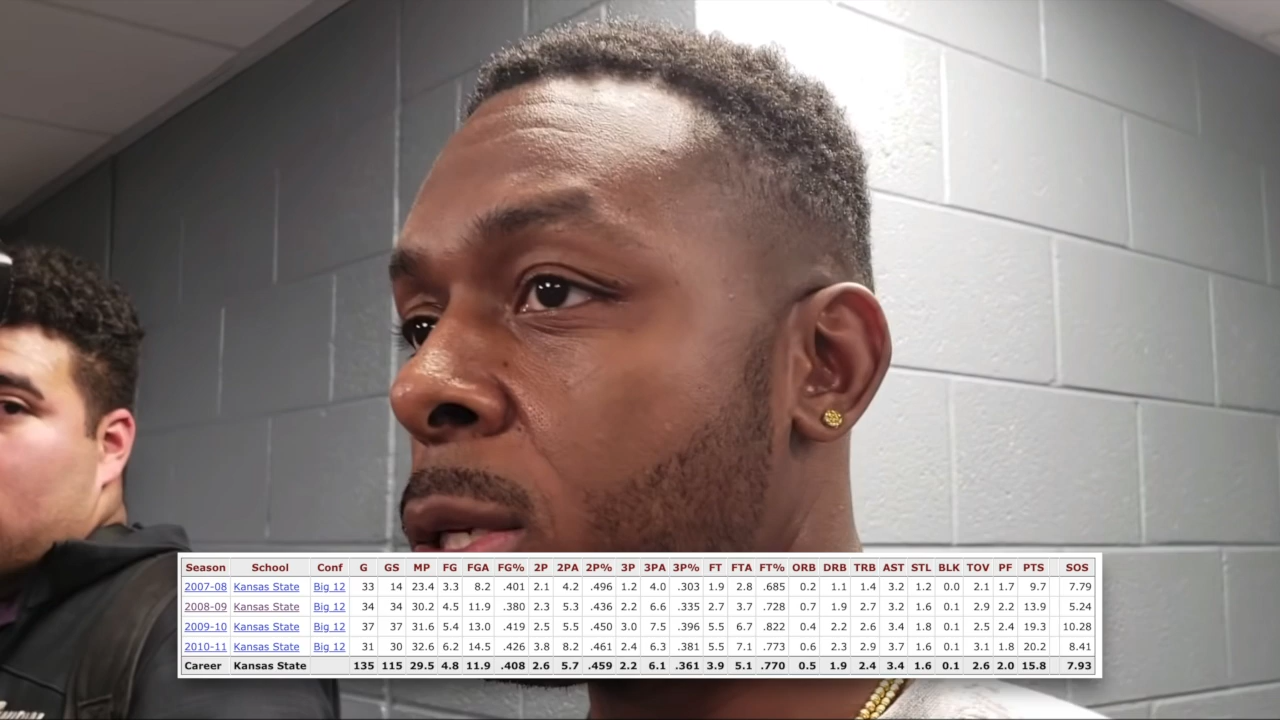 Season School Conf G GS MP FG FGA FG% 2P 2PA 2P% 3P 3PA 3P% FT FTA FT% ORB DRB TRB AST STL BLK TOV PF PTS SOS
2007-08 Kansas State Big 12 33 14 23.4 3.3 8.2 .401 2.1 4.2 .496 1.2 4.0 .303 1.9 2.8 .685 0.2 1.1 1.4 3.2 1.2 0.0 2.1 1.7 9.7 7.79
2008-09 Kansas State Big 12 34 34 30.2 4.5 11.9 .380 2.3 5.3 .436 2.2 6.6 .335 2.7 3.7 .728 0.7 1.9 2.7 3.2 1.6 0.1 2.9 2.2 13.9 5.24
2009-10 Kansas State Big 12 37 37 31.6 5.4 13.0 .419 2.5 5.5 .450 3.0 7.5 .396 5.5 6.7 .822 0.4 2.2 2.6 3.4 1.8 0.1 2.5 2.4 19.3 10.28
2010-11 Kansas State Big 12 31 30 32.6 6.2 14.5 .426 3.8 8.2 .461 2.4 6.3 .381 5.5 7.1 .773 0.6 2.3 2.9 3.7 1.6 0.1 3.1 1.8 20.2 8.41
Career Kansas State 135 115 29.5 4.8 11.9 .408 2.6 5.7 .459 2.2 6.1 .361 3.9 5.1 .770 0.5 1.9 2.4 3.4 1.6 0.1 2.6 2.0 15.8 7.93